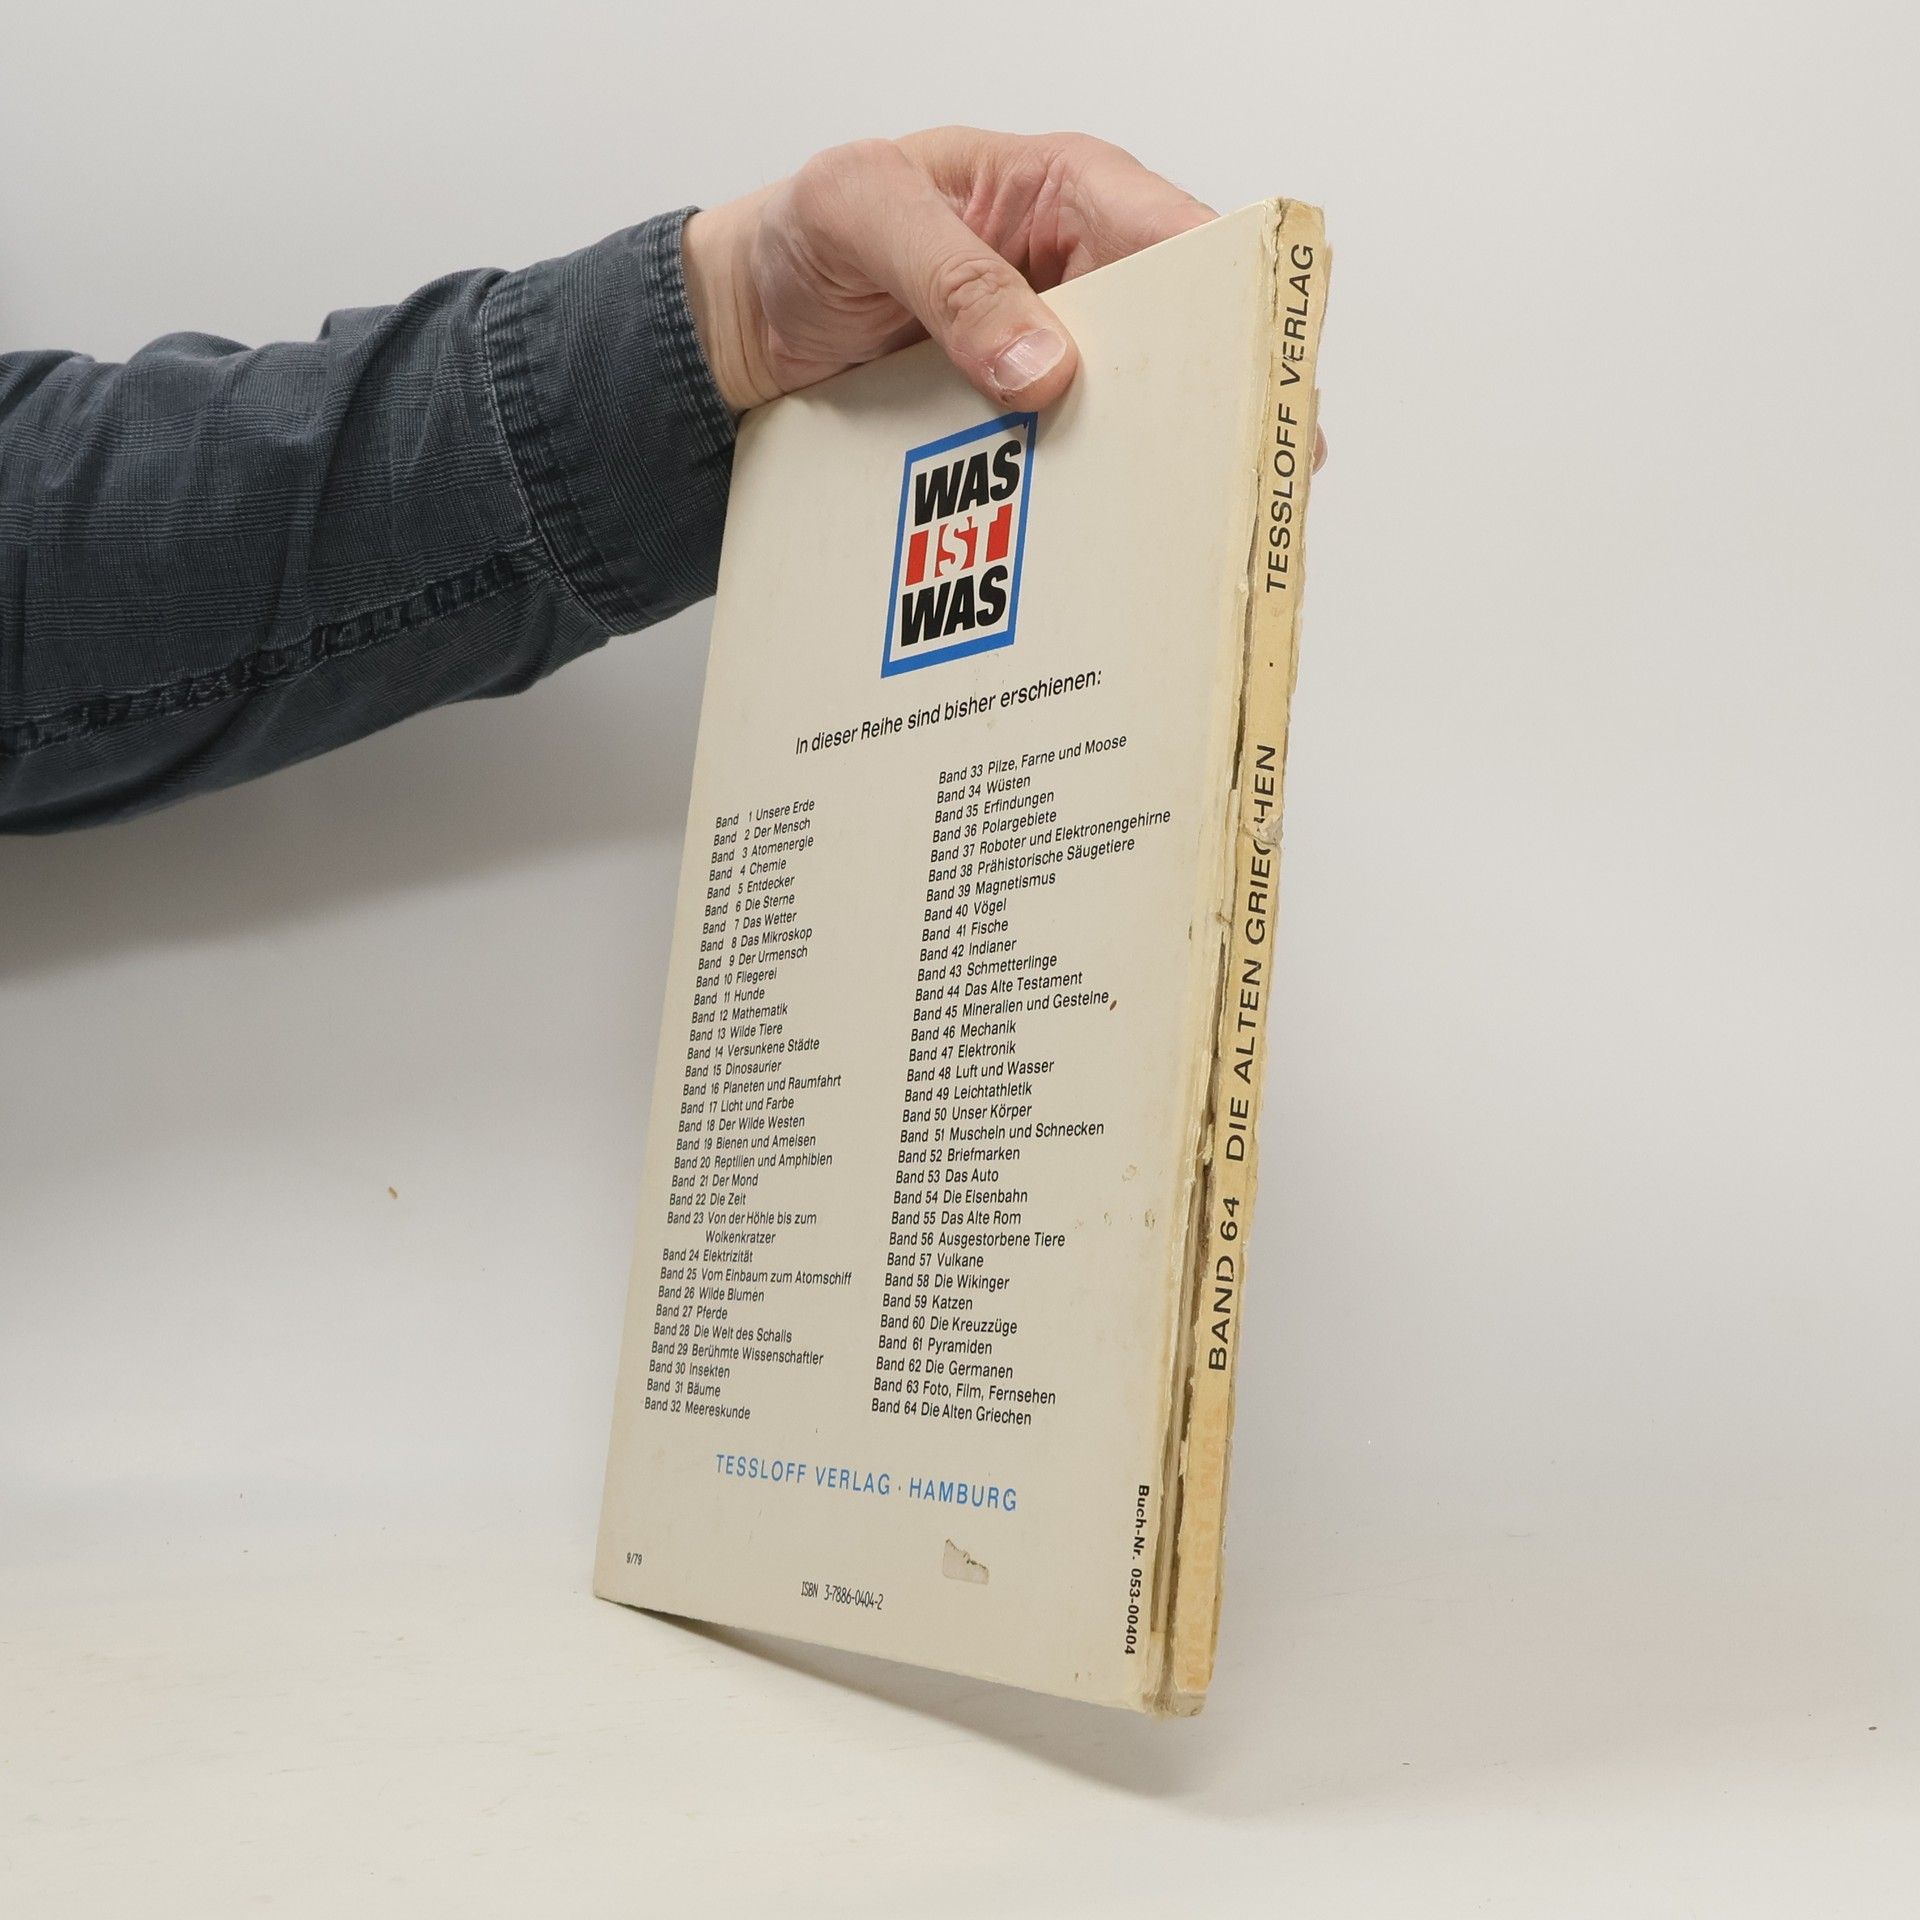 WAS
IST
WAS
In dieser Reihe sind bisher erschienen:
Band 1 Unsere Erde
Band 2 Der Mensch
Band 3 Atomenergie
Band 4 Chemie
Band 5 Entdecker
Band 6 Die Sterne
Band 7 Das Wetter
Band 8 Das Mikroskop
Band 9 Der Urmensch
Band 10 Fliegerei
Band 11 Hunde
Band 12 Mathematik
Band 13 Wilde Tiere
Band 14 Versunkene Städte
Band 15 Dinosaurier
Band 16 Planeten und Raumfahrt
Band 17 Licht und Farbe
Band 18 Der Wilde Westen
Band 19 Bienen und Ameisen
Band 20 Reptilien und Amphibien
Band 21 Der Mond
Band 22 Die Zeit
Band 23 Von der Höhle bis zum
Wolkenkratzer
Band 24 Elektrizität
Band 25 Vom Einbaum zum Atomschiff
Band 26 Wilde Blumen
Band 27 Pferde
Band 28 Die Welt des Schalls
Band 29 Berühmte Wissenschaftler
Band 30 Insekten
Band 31 Bäume
Band 32 Meereskunde
Band 33 Pilze, Farne und Moose
Band 34 Wüsten
Band 35 Erfindungen
Band 36 Polargebiete
Band 37 Roboter und Elektronengehirne
Band 38 Prähistorische Säugetiere
Band 39 Magnetismus
Band 40 Vögel
Band 41 Fische
Band 42 Indianer
Band 43 Schmetterlinge
Band 44 Das Alte Testament
Band 45 Mineralien und Gesteine
Band 46 Mechanik
Band 47 Elektronik
Band 48 Luft und Wasser
Band 49 Leichtathletik
Band 50 Unser Körper
Band 51 Muscheln und Schnecken
Band 52 Briefmarken
Band 53 Das Auto
Band 54 Die Eisenbahn
Band 55 Das Alte Rom
Band 56 Ausgestorbene Tiere
Band 57 Vulkane
Band 58 Die Wikinger
Band 59 Katzen
Band 60 Die Kreuzzüge
Band 61 Pyramiden
Band 62 Die Germanen
Band 63 Foto, Film, Fernsehen
Band 64 Die Alten Griechen
TESSLOFF VERLAG · HAMBURG
9/79
ISBN 3-7886-0404-2
Buch-Nr. 053-00404
WAS IST WAS BAND 64 DIE ALTEN GRIECHEN · TESSLOFF VERLAG